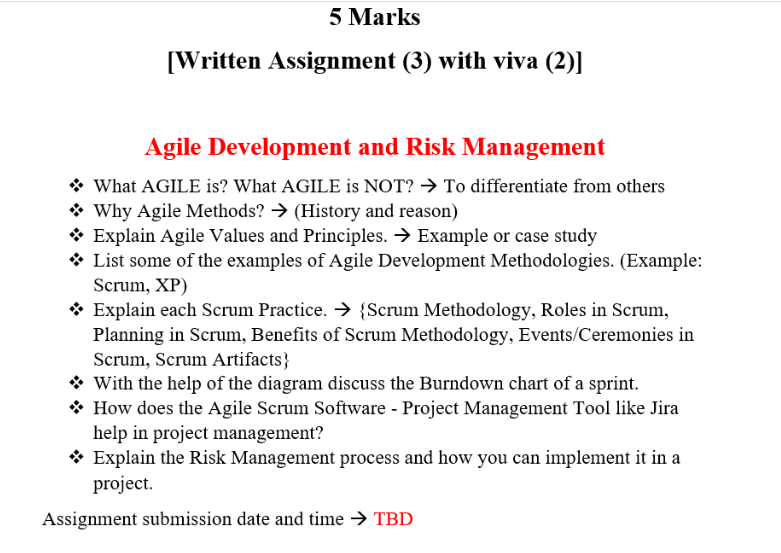 5 Marks
[Written Assignment (3) with viva (2)]
Agile Development and Risk Management
❖ What AGILE is? What AGILE is NOT? → To differentiate from others
❖ Why Agile Methods? → (History and reason)
❖ Explain Agile Values and Principles. → Example or case study
❖ List some of the examples of Agile Development Methodologies. (Example:
Scrum, XP)
❖ Explain each Scrum Practice. → {Scrum Methodology, Roles in Scrum,
Planning in Scrum, Benefits of Scrum Methodology, Events/Ceremonies in
Scrum, Scrum Artifacts}
❖ With the help of the diagram discuss the Burndown chart of a sprint.
❖ How does the Agile Scrum Software - Project Management Tool like Jira
help in project management?
❖ Explain the Risk Management process and how you can implement it in a
project.
Assignment submission date and time → TBD